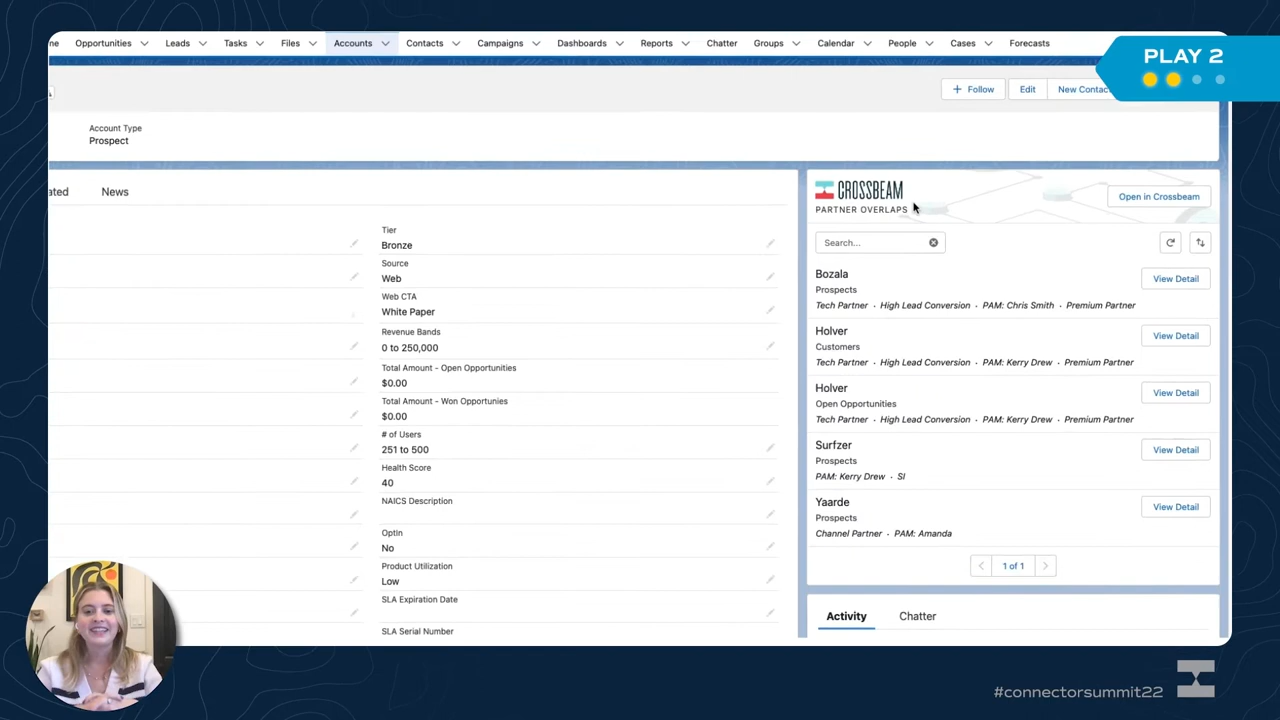 ne Opportunities Leads Tasks Files Accounts Contacts Campaigns Dashboards Reports Chatter Groups Calendar People Cases Forecasts
PLAY 2
+ Follow Edit New Contac
Account Type
Prospect
ated News
Tier
Bronze
Source
Web
Web CTA
White Paper
Revenue Bands
0 to 250,000
Total Amount - Open Opportunities
$0.00
Total Amount - Won Opportunies
$0.00
# of Users
251 to 500
Health Score
40
NAICS Description
OptIn
No
Product Utilization
Low
SLA Expiration Date
SLA Serial Number
CROSSBEAM
PARTNER OVERLAPS
Open in Crossbeam
Search...
Bozala
Prospects
Tech Partner · High Lead Conversion · PAM: Chris Smith · Premium Partner
View Detail
Holver
Customers
Tech Partner · High Lead Conversion · PAM: Kerry Drew · Premium Partner
View Detail
Holver
Open Opportunities
Tech Partner · High Lead Conversion · PAM: Kerry Drew · Premium Partner
View Detail
Surfzer
Prospects
PAM: Kerry Drew · SI
View Detail
Yaarde
Prospects
Channel Partner · PAM: Amanda
View Detail
1 of 1
Activity Chatter
#connectorsummit22